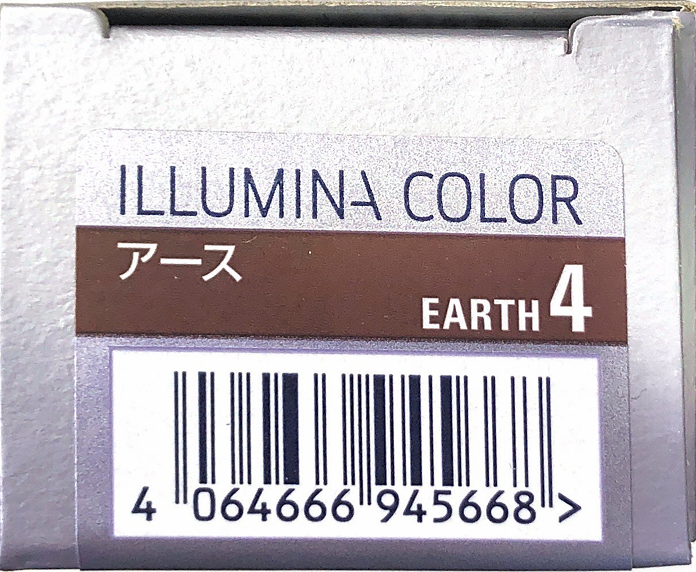 ILLUMINA COLOR
アース
EARTH 4
4 064666 945668 >